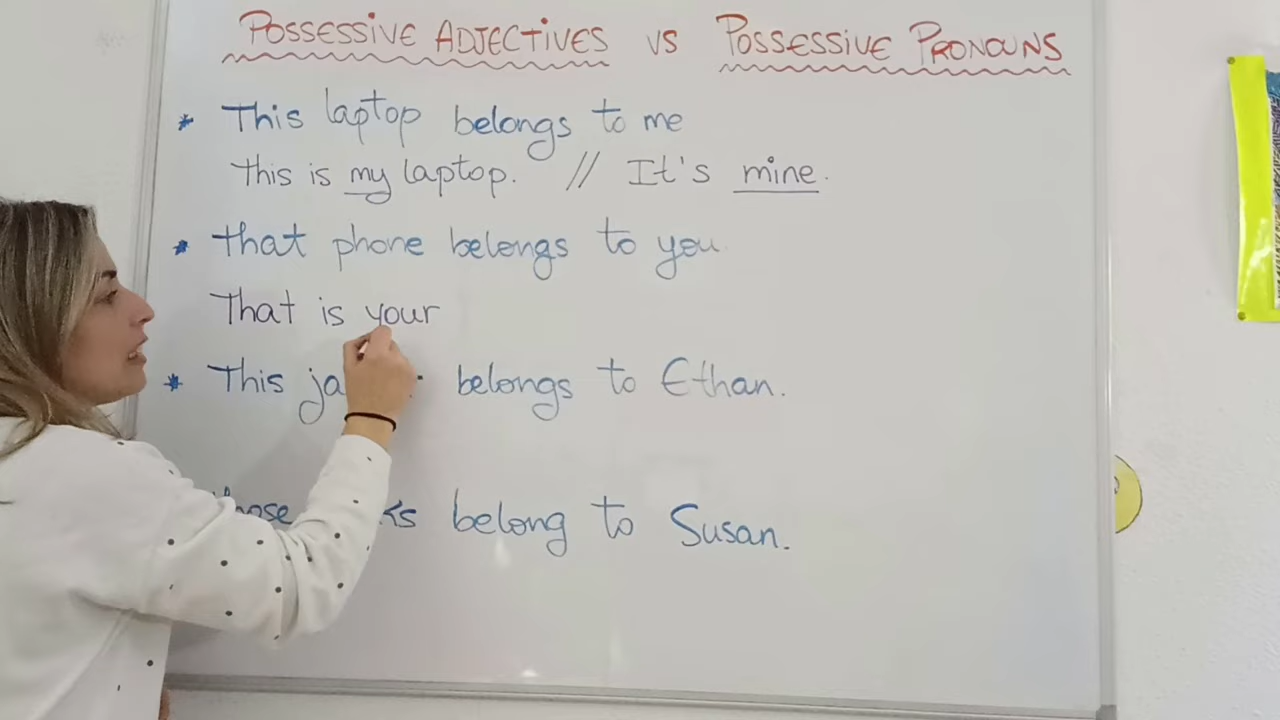 POSSESSIVE ADJECTIVES vs POSSESSIVE PRONOUNS
* This laptop belongs to me
This is my laptop. // It's mine.
* that phone belongs to you
That is your
* This belongs to Ethan.
belong to Susan.